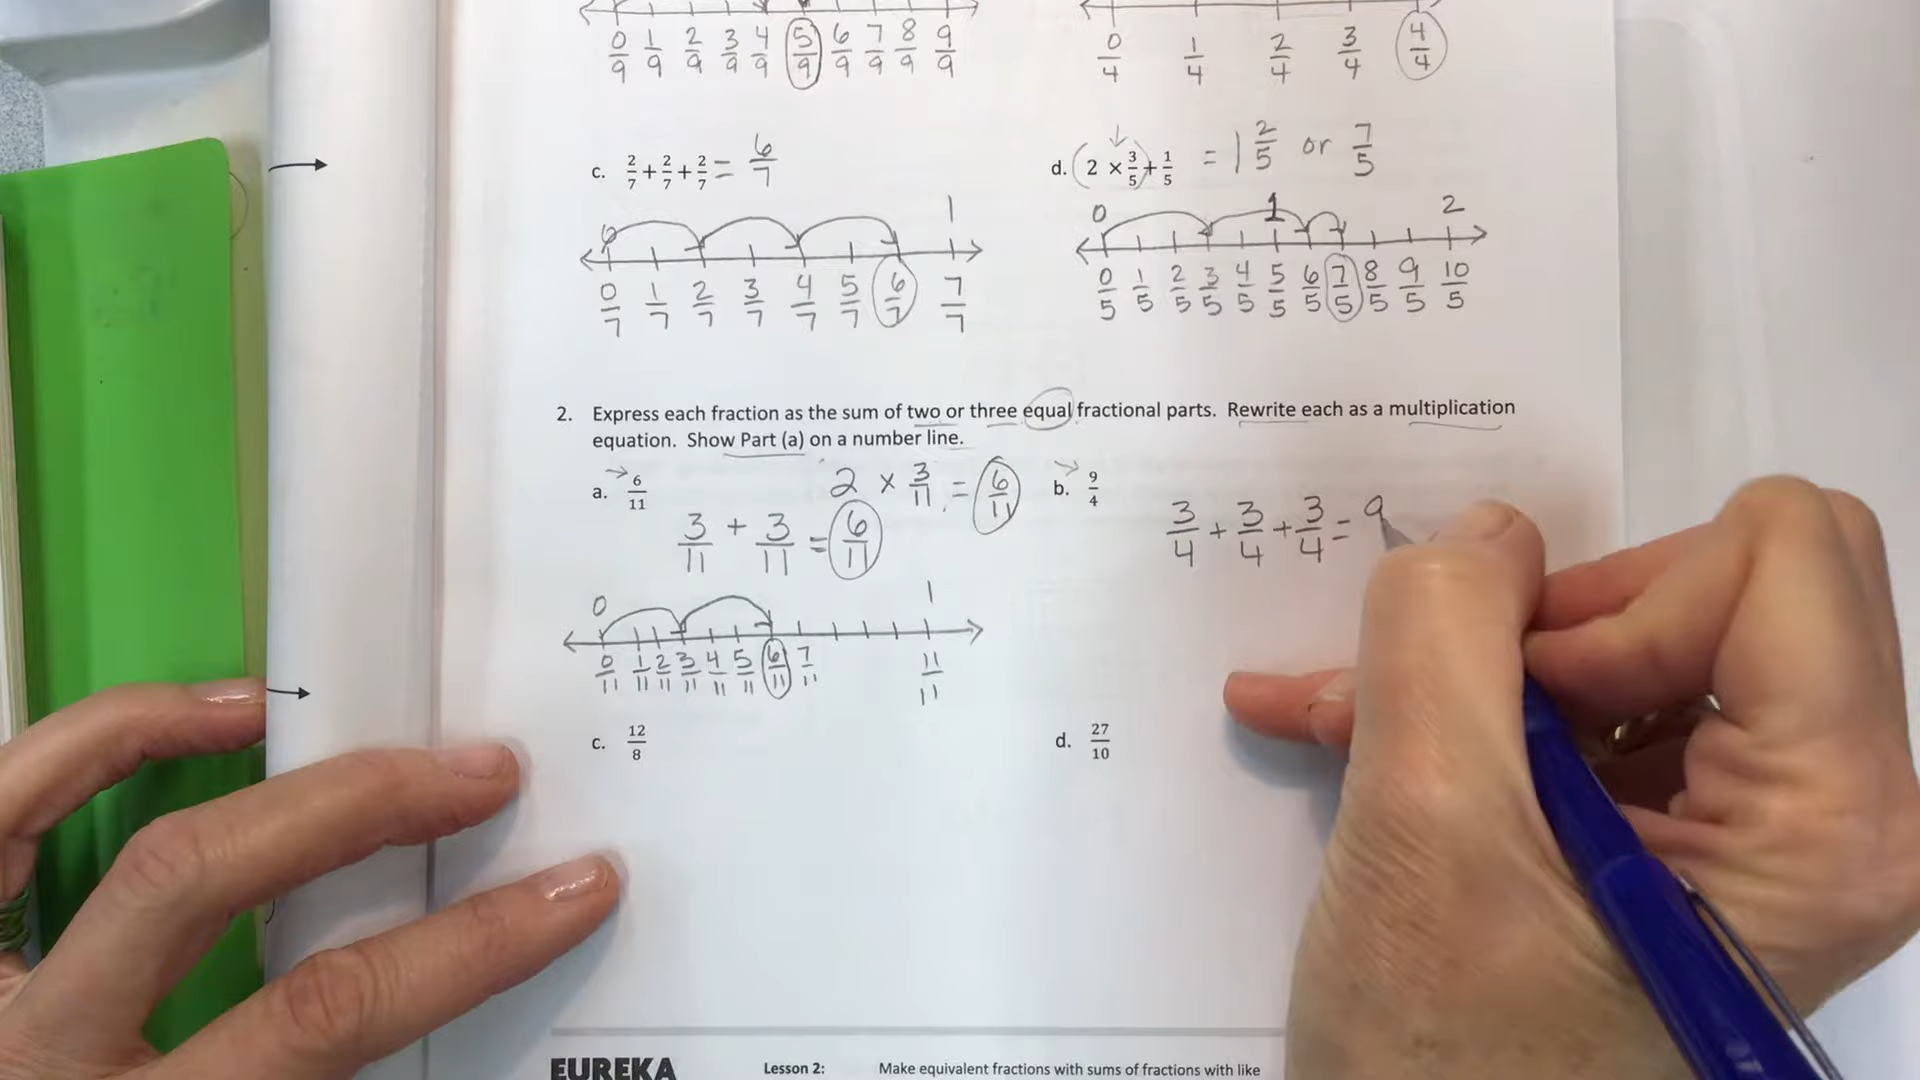 0/9 1/9 2/9 3/9 4/9 5/9 6/9 7/9 8/9 9/9
0/4 1/4 2/4 3/4 4/4
c. 2/7 + 2/7 + 2/7 = 6/7
0 1
0/7 1/7 2/7 3/7 4/7 5/7 6/7 7/7
d. (2 × 3/5) + 1/5 = 1 2/5 or 7/5
0 1 2
0/5 1/5 2/5 3/5 4/5 5/5 6/5 7/5 8/5 9/5 10/5
2. Express each fraction as the sum of two or three equal fractional parts. Rewrite each as a multiplication
equation. Show Part (a) on a number line.
a. 6/11
2 × 3/11 = 6/11
3/11 + 3/11 = 6/11
0 1
0/11 1/11 2/11 3/11 4/11 5/11 6/11 7/11 11/11
b. 9/4
3/4 + 3/4 + 3/4 = 9
c. 12/8
d. 27/10
EUREKA
Lesson 2: Make equivalent fractions with sums of fractions with like